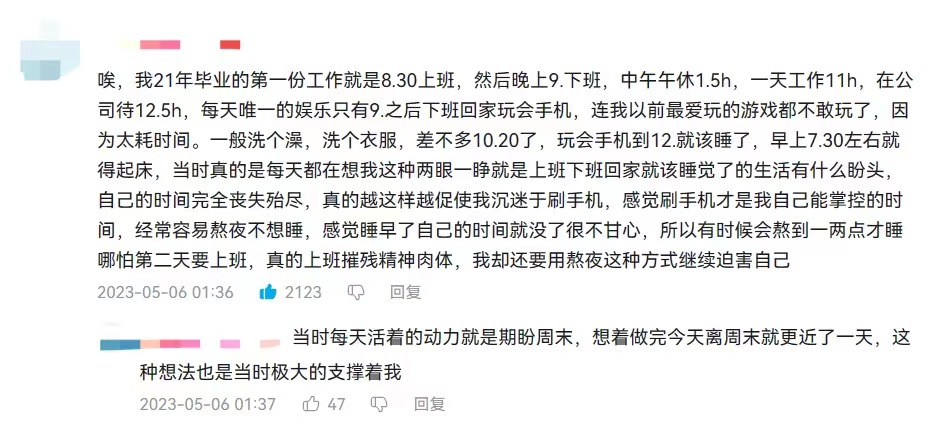 唉，我21年毕业的第一份工作就是8.30上班，然后晚上9.下班，中午午休1.5h，一天工作11h，在公
司待12.5h，每天唯一的娱乐只有9.之后下班回家玩会手机，连我以前最爱玩的游戏都不敢玩了，因
为太耗时间。一般洗个澡，洗个衣服，差不多10.20了，玩会手机到12.就该睡了，早上7.30左右就
得起床，当时真的是每天都在想我这种两眼一睁就是上班下班回家就该睡觉了的生活有什么盼头，
自己的时间完全丧失殆尽，真的越这样越促使我沉迷于刷手机，感觉刷手机才是我自己能掌控的时
间，经常容易熬夜不想睡，感觉睡早了自己的时间就没了很不甘心，所以有时候会熬到一两点才睡
哪怕第二天要上班，真的上班摧残精神肉体，我却还要用熬夜这种方式继续迫害自己
2023-05-06 01:36 2123 回复
当时每天活着的动力就是期盼周末，想着做完今天离周末就更近了一天，这
种想法也是当时极大的支撑着我
2023-05-06 01:37 47 回复